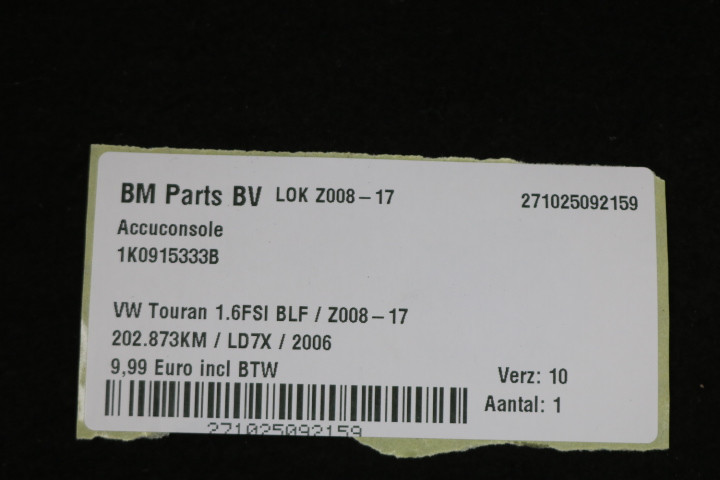 BM Parts BV LOK Z008-17 271025092159
Accuconsole
1K0915333B
VW Touran 1.6FSI BLF / Z008-17
202.873KM / LD7X / 2006
9,99 Euro incl BTW
Verz: 10
Aantal: 1
271025092159